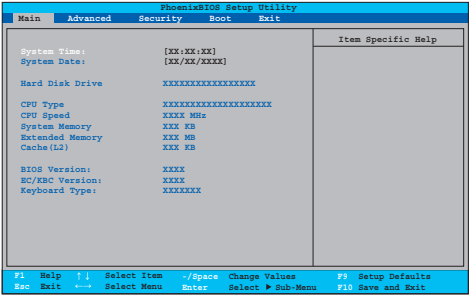 PhoenixBIOS Setup Utility
Main Advanced Security Boot Exit
Item Specific Help
System Time: [XX:XX:XX]
System Date: [XX/XX/XXXX]
Hard Disk Drive XXXXXXXXXXXXXXXXX
CPU Type XXXXXXXXXXXXXXXXXXXX
CPU Speed XXXX MHz
System Memory XXX KB
Extended Memory XXX MB
Cache(L2) XXX KB
BIOS Version: XXXX
EC/KBC Version: XXXX
Keyboard Type: XXXXXXX
F1 Help ↑↓ Select Item -/Space Change Values F9 Setup Defaults
Esc Exit ←→ Select Menu Enter Select ▶ Sub-Menu F10 Save and Exit